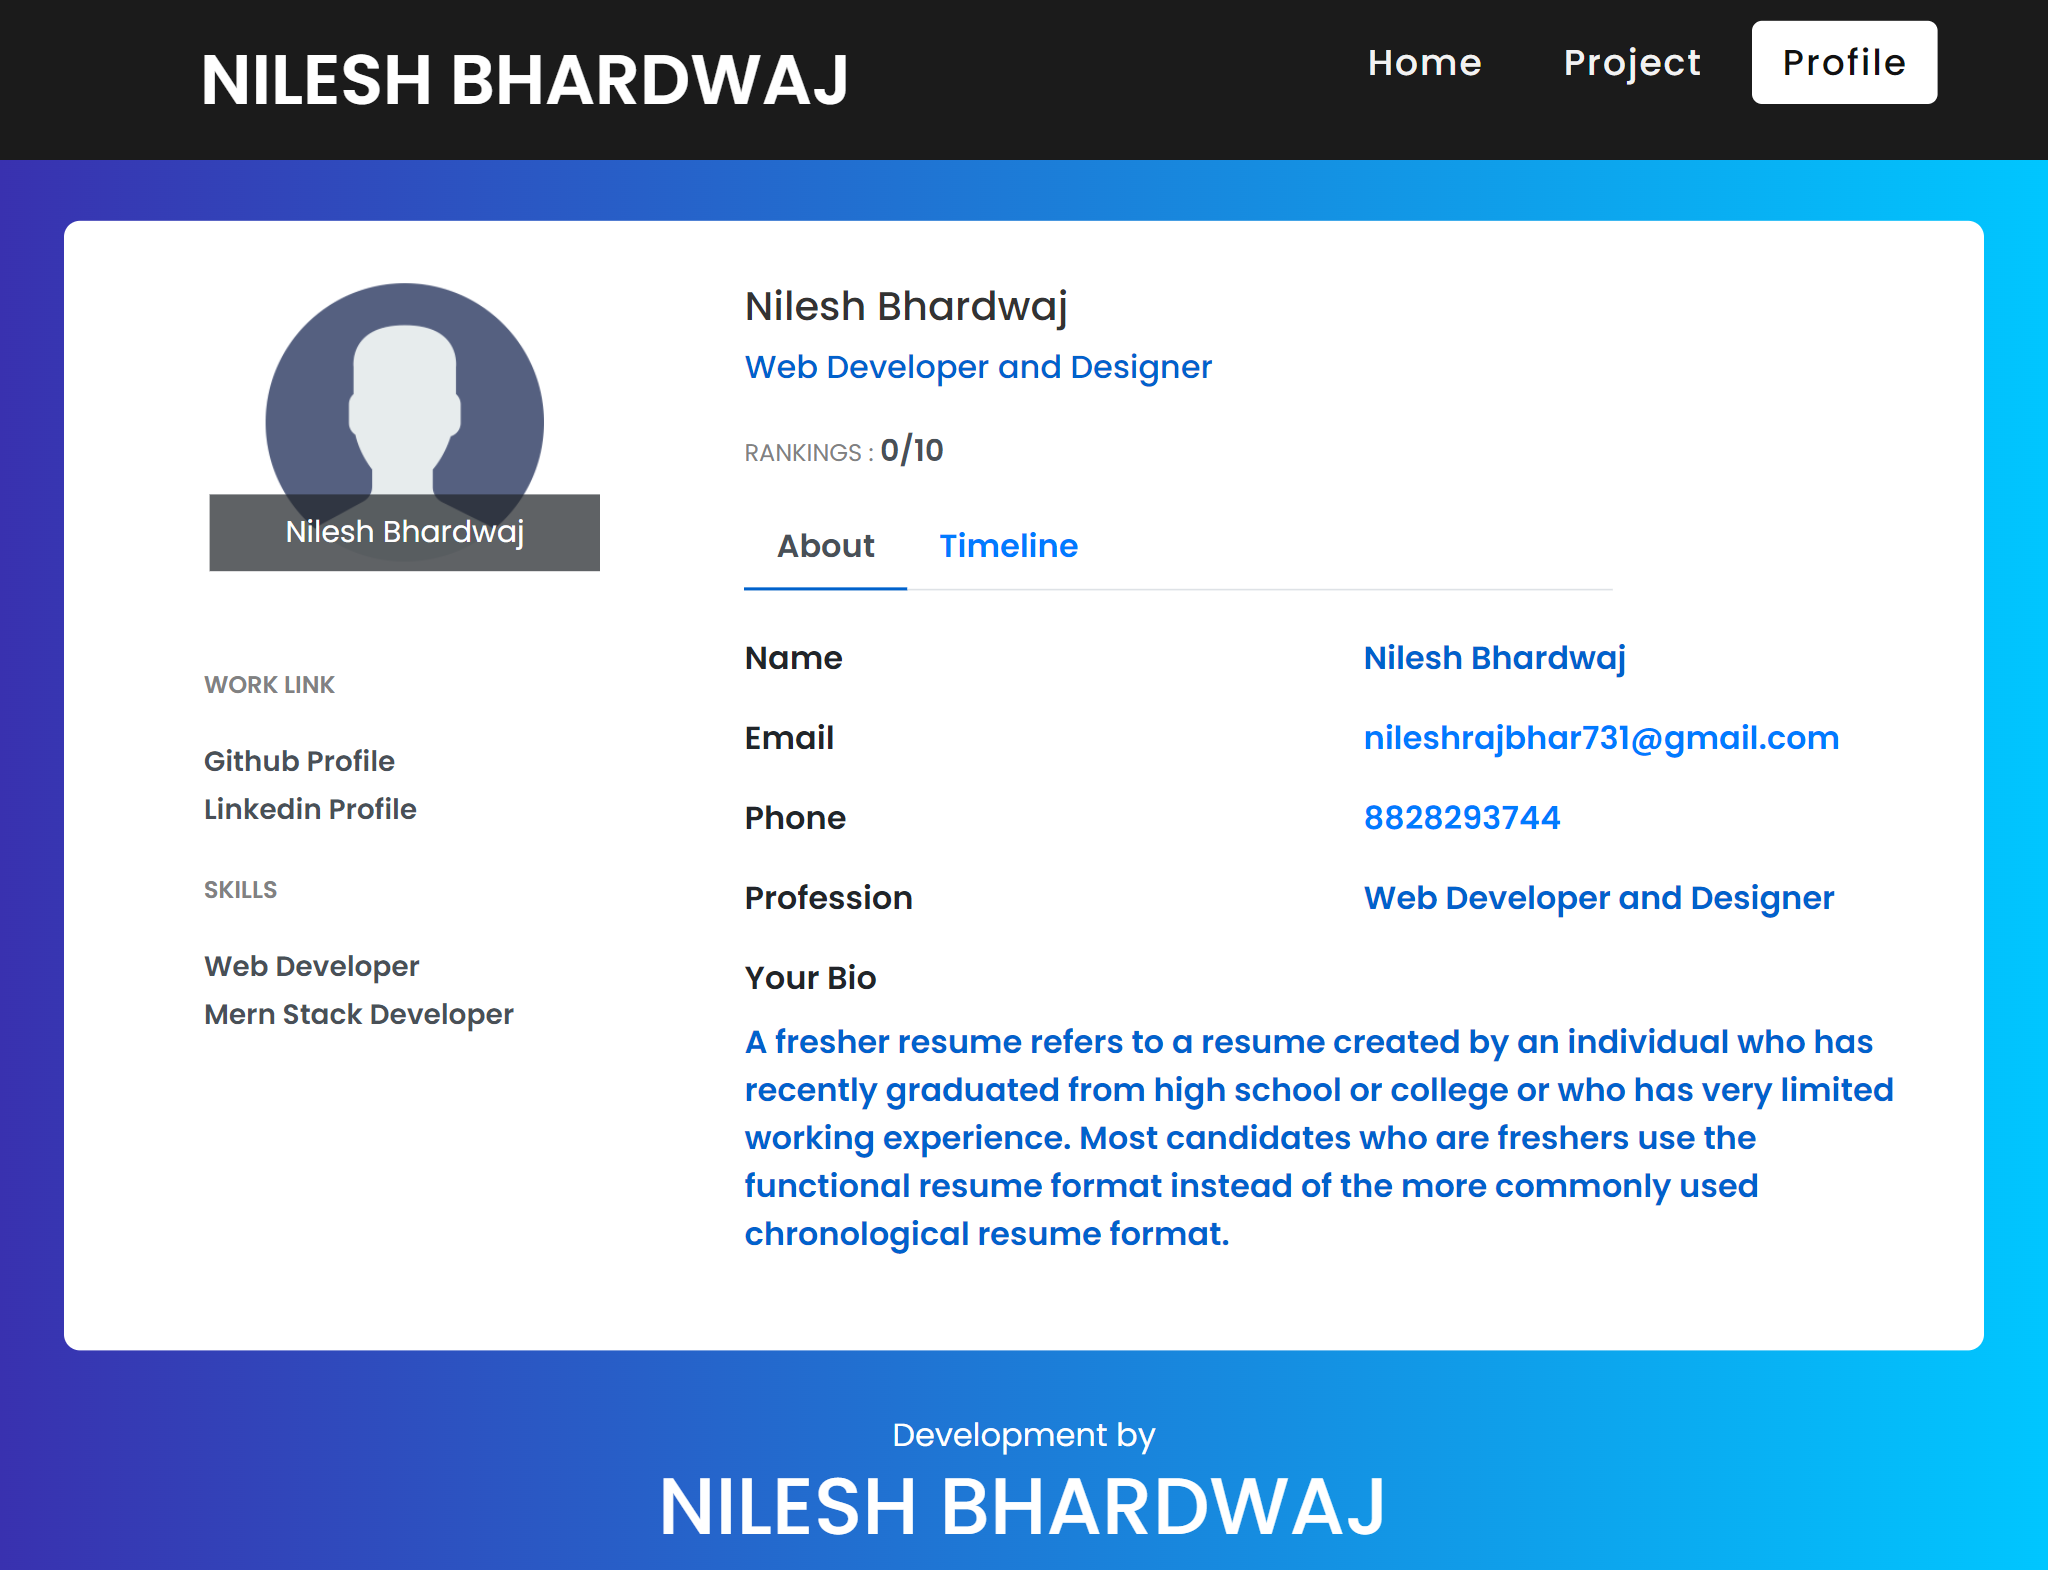 NILESH BHARDWAJ
Home Project Profile
Nilesh Bhardwaj
WORK LINK
Github Profile
Linkedin Profile
SKILLS
Web Developer
Mern Stack Developer
Nilesh Bhardwaj
Web Developer and Designer
RANKINGS : 0/10
About Timeline
Name Nilesh Bhardwaj
Email nileshrajbhar731@gmail.com
Phone 8828293744
Profession Web Developer and Designer
Your Bio
A fresher resume refers to a resume created by an individual who has
recently graduated from high school or college or who has very limited
working experience. Most candidates who are freshers use the
functional resume format instead of the more commonly used
chronological resume format.
Development by
NILESH BHARDWAJ